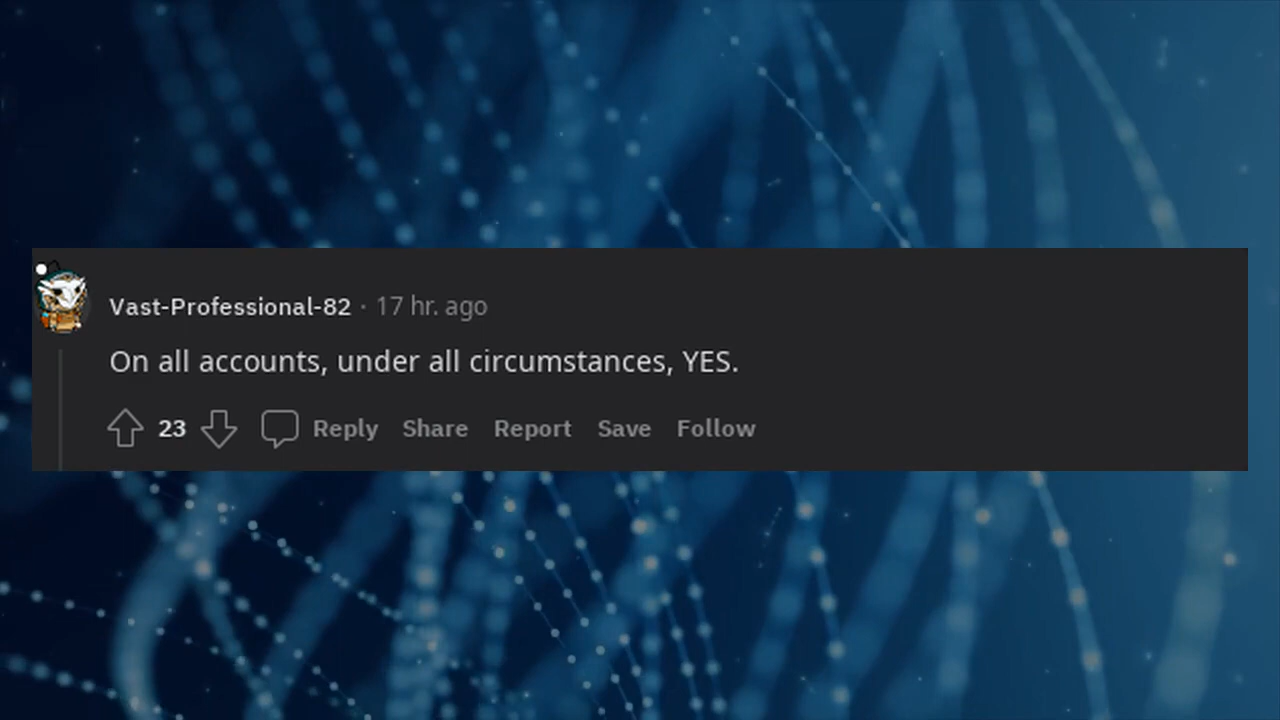 Vast-Professional-82 · 17 hr. ago
On all accounts, under all circumstances, YES.
23 Reply Share Report Save Follow